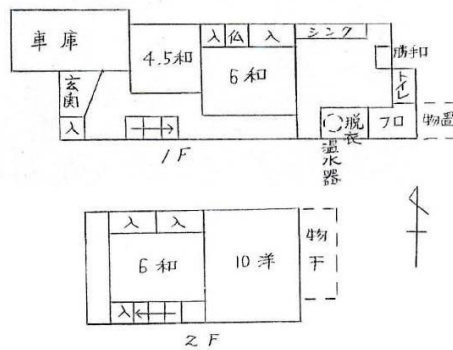 車庫
4.5和
入
仏
入
シンク
勝和
6和
玄関
トイレ
入
脱衣
フロ
物置
温水器
1F
入
入
物干
6和
10洋
入
2F